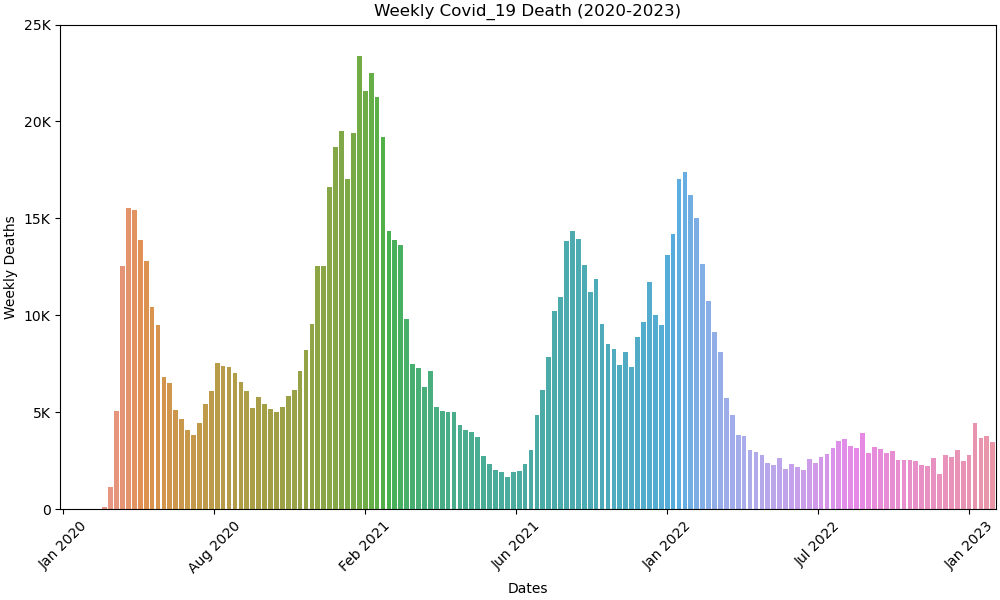 Weekly Covid_19 Death (2020-2023)
25K
20K
15K
10K
5K
0
Weekly Deaths
Jan 2020
Aug 2020
Feb 2021
Jun 2021
Jan 2022
Jul 2022
Jan 2023
Dates